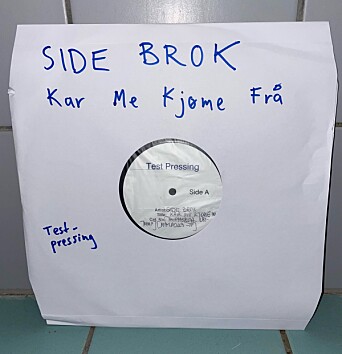 SIDE BROK
Kar Me Kjøme Frå
Test Pressing
Side A
Test-
pressing